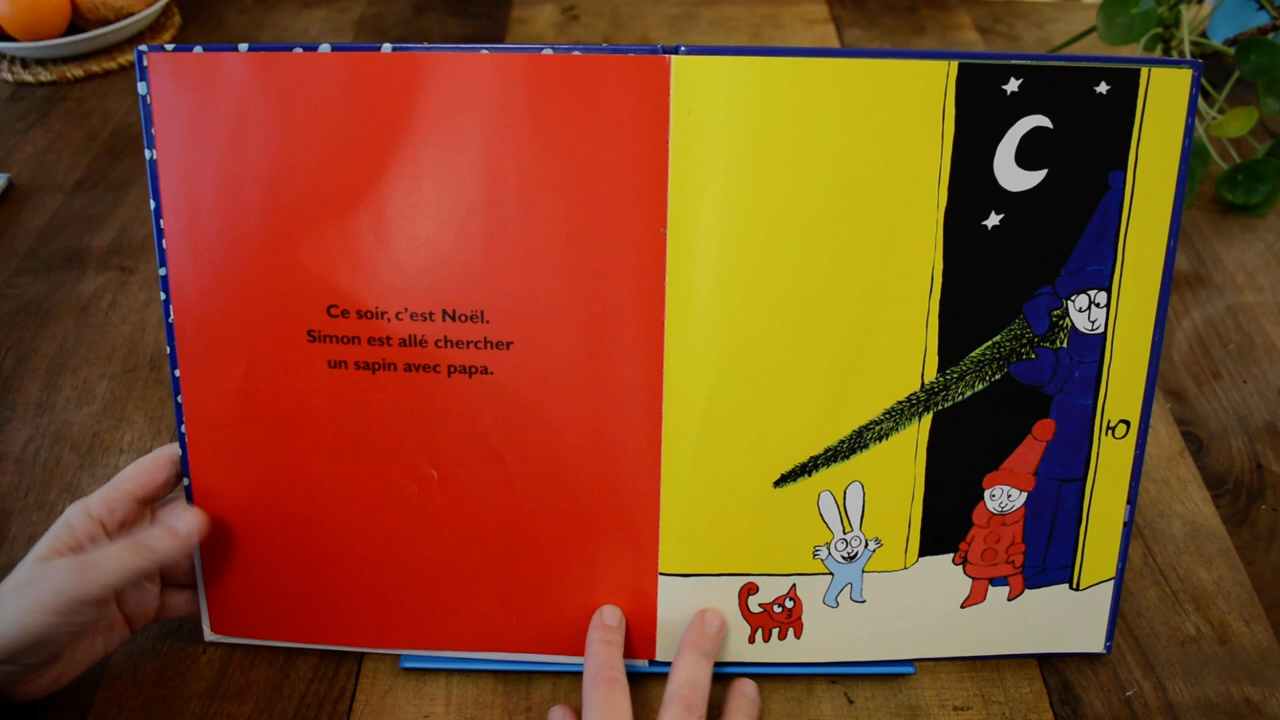 Ce soir, c'est Noël.
Simon est allé chercher
un sapin avec papa.